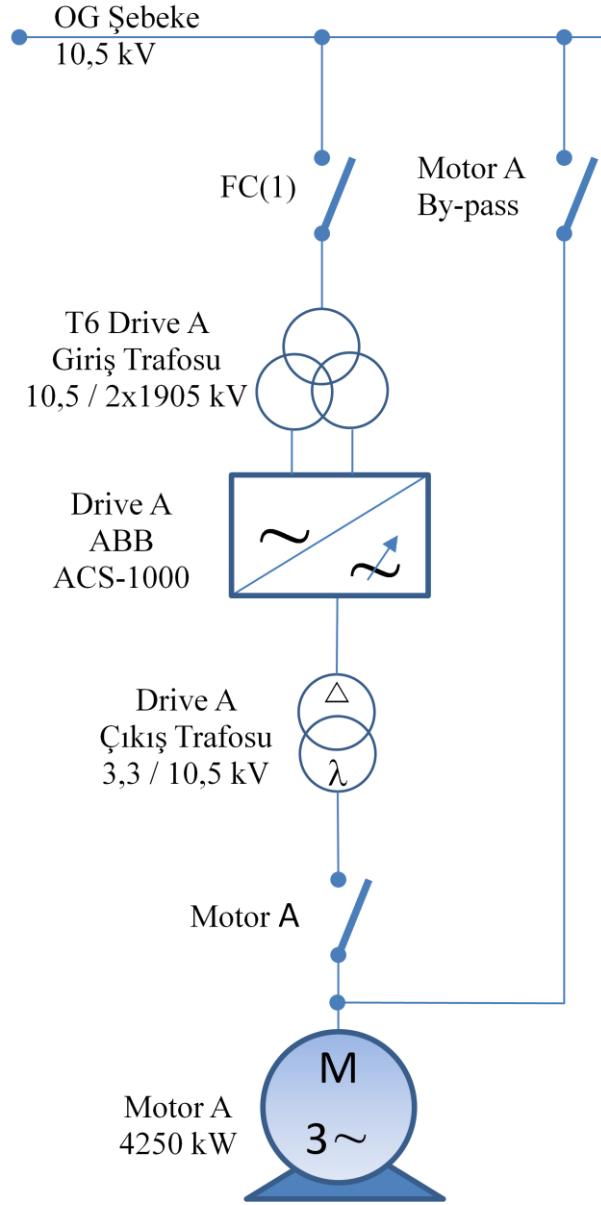 OG Şebeke
10,5 kV
FC(1)
Motor A
By-pass
T6 Drive A
Giriş Trafosu
10,5 / 2x1905 kV
Drive A
ABB
ACS-1000
~
~
Drive A
Çıkış Trafosu
3,3 / 10,5 kV
△
λ
Motor A
M
3~
Motor A
4250 kW